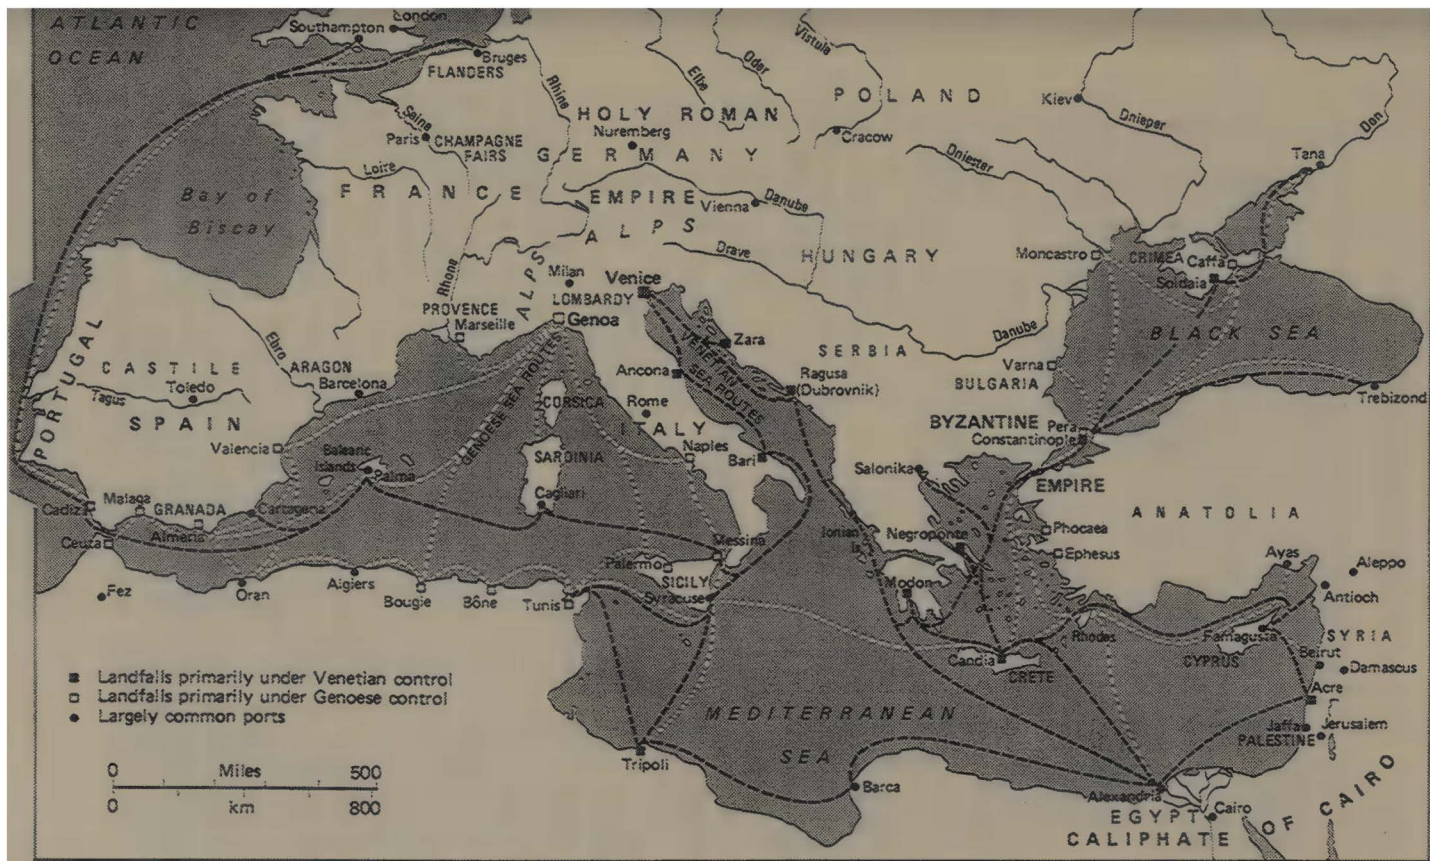 ATLANTIC
OCEAN
London
Southampton
Bruges
FLANDERS
Rhine
Elbe
Oder
Vistula
POLAND
Kiev
Dnieper
Don
HOLY ROMAN
Nuremberg
Cracow
Seine
Paris
CHAMPAGNE
FAIRS
GERMANY
Dniester
Tana
Loire
FRANCE
EMPIRE
Vienna
Danube
Bay of
Biscay
ALPS
Drave
HUNGARY
Moncastro
CRIMEA
Caffa
Soldaia
Rhone
ALPS
Milan
Venice
LOMBARDY
PROVENCE
Marseille
Genoa
Danube
BLACK SEA
Zara
SERBIA
VENETIAN
SEA ROUTES
PORTUGAL
Ebro
ARAGON
CASTILE
Toledo
Barcelona
Tagus
SPAIN
GENOESE SEA ROUTES
CORSICA
Ancona
Rome
ITALY
Ragusa
(Dubrovnik)
Varna
BULGARIA
Trebizond
BYZANTINE
Pera
Constantinople
Valencia
Balearic
Islands
Palma
SARDINIA
Naples
Bari
Salonika
EMPIRE
Cagliari
Malaga
GRANADA
Cadiz
Cartagena
Almeria
Ceuta
ANATOLIA
Phocaea
Ionian
Is.
Negroponte
Ephesus
Messina
Palermo
SICILY
Syracuse
Modon
Ayas
Aleppo
Fez
Oran
Algiers
Bougie
Bône
Tunis
Antioch
Rhodes
Famagusta
SYRIA
Candia
CRETE
CYPRUS
Beirut
Damascus
Acre
Landfalls primarily under Venetian control
Landfalls primarily under Genoese control
Largely common ports
MEDITERRANEAN
SEA
Jaffa
Jerusalem
PALESTINE
0 Miles 500
0 km 800
Tripoli
Barca
Alexandria
Cairo
EGYPT
CALIPHATE OF CAIRO